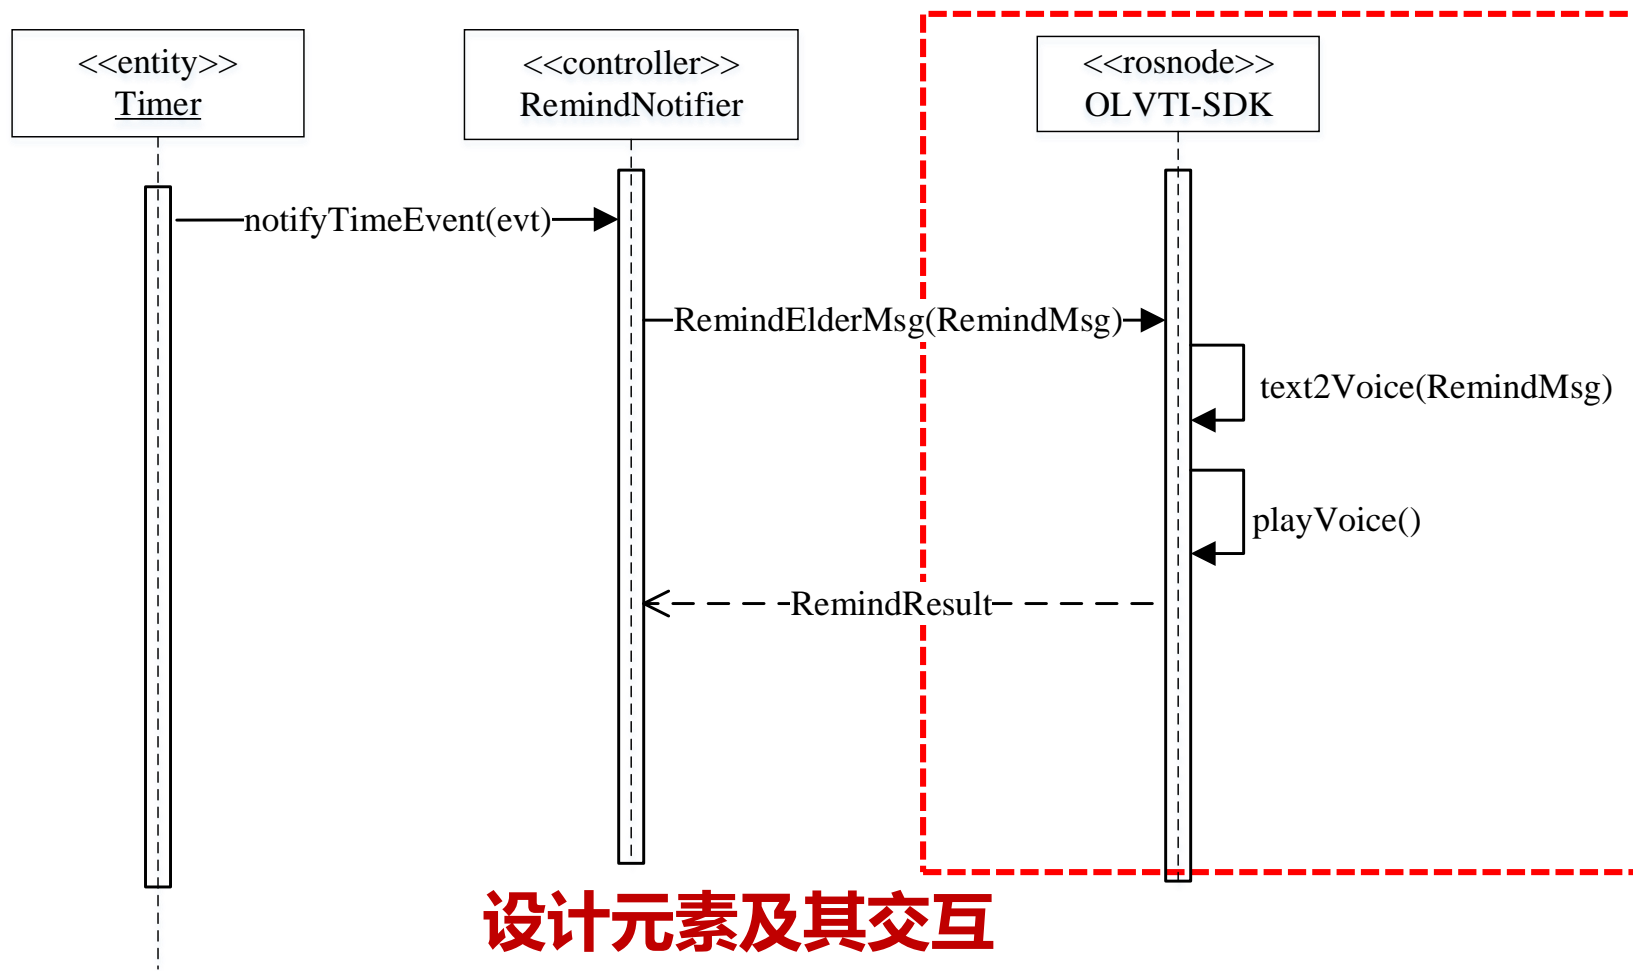 <<entity>>
Timer
<<controller>>
RemindNotifier
<<rosnode>>
OLVTI-SDK
notifyTimeEvent(evt)
RemindElderMsg(RemindMsg)
text2Voice(RemindMsg)
playVoice()
RemindResult
设计元素及其交互